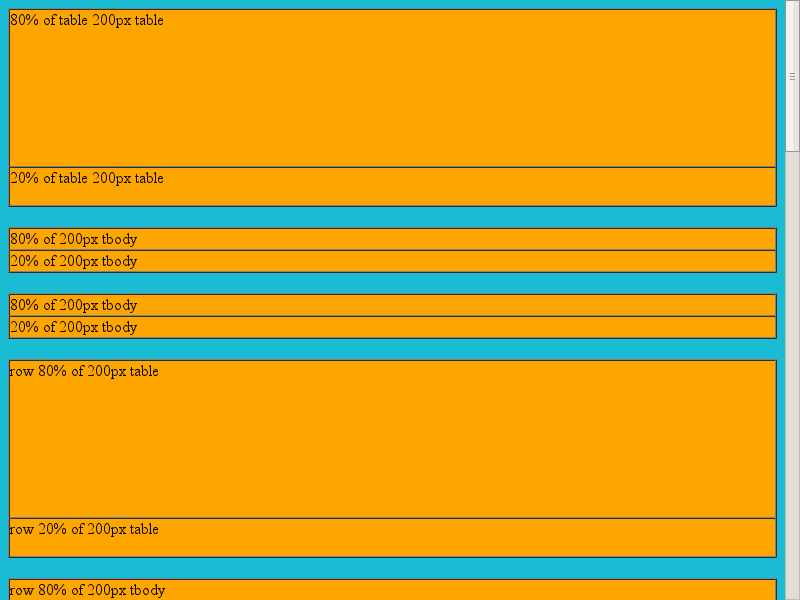 80% of table 200px table
20% of table 200px table
80% of 200px tbody
20% of 200px tbody
80% of 200px tbody
20% of 200px tbody
row 80% of 200px table
row 20% of 200px table
row 80% of 200px tbody